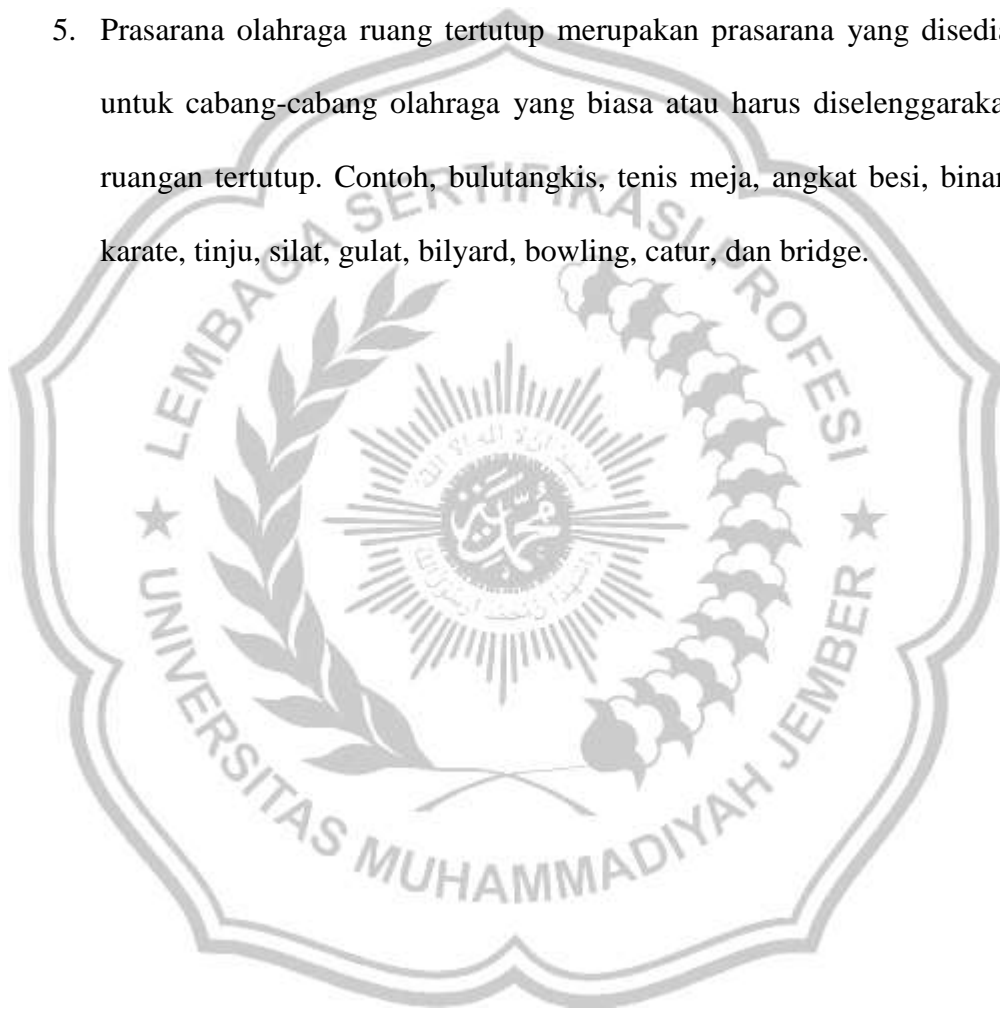 5. Prasarana olahraga ruang tertutup merupakan prasarana yang disedia
untuk cabang-cabang olahraga yang biasa atau harus diselenggaraka
ruangan tertutup. Contoh, bulutangkis, tenis meja, angkat besi, binar
karate, tinju, silat, gulat, bilyard, bowling, catur, dan bridge.
LEMBAGA SERTIFIKASI PROFESI
UNIVERSITAS MUHAMMADIYAH JEMBER